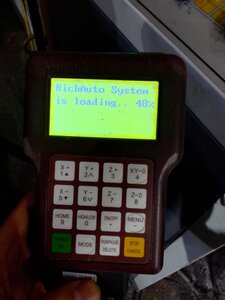 RichAuto System
is loading.. 48%
X+
1▲
Y+
2
Z+
3
XY→0
4
X-
5▼
Y-
Z-
7
Z→0
8
HOME
9
HIGH/LOW
0
ON/OFF
MENU
MODE
RUN/PAUSE
DELETE
STOP
CANCEL